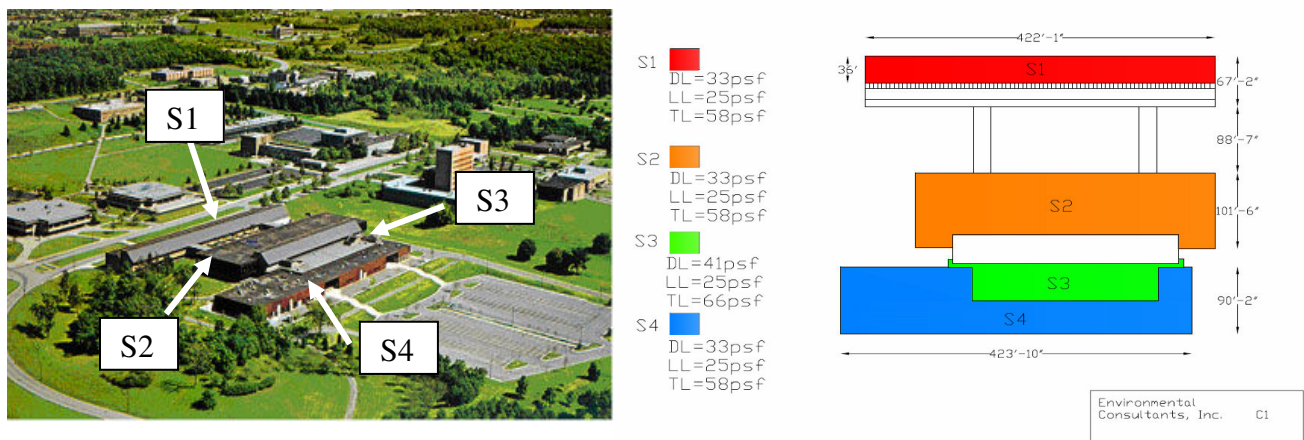 S1
S3
S2
S4
S1
DL=33psf
LL=25psf
TL=58psf
S2
DL=33psf
LL=25psf
TL=58psf
S3
DL=41psf
LL=25psf
TL=66psf
S4
DL=33psf
LL=25psf
TL=58psf
422'-1"
36'
S1
67'-2"
88'-7"
S2
101'-6"
S3
90'-2"
S4
423'-10"
Environmental
Consultants, Inc. C1